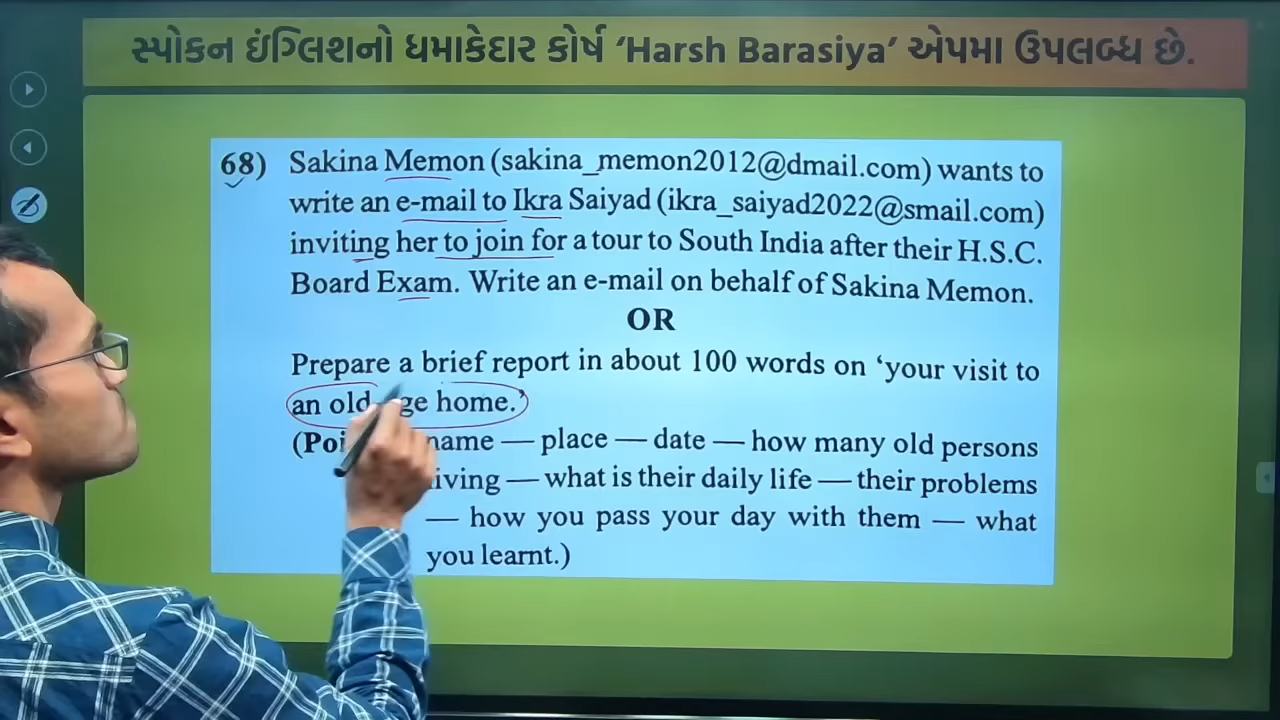 સ્પોકન ઇંગ્લિશનો ધમાકેદાર કોર્ષ ‘Harsh Barasiya’ એપમા ઉપલબ્ધ છે.
68) Sakina Memon (sakina_memon2012@dmail.com) wants to
write an e-mail to Ikra Saiyad (ikra_saiyad2022@smail.com)
inviting her to join for a tour to South India after their H.S.C.
Board Exam. Write an e-mail on behalf of Sakina Memon.
OR
Prepare a brief report in about 100 words on ‘your visit to
an old age home.’
(Poi name — place — date — how many old persons
living — what is their daily life — their problems
— how you pass your day with them — what
you learnt.)